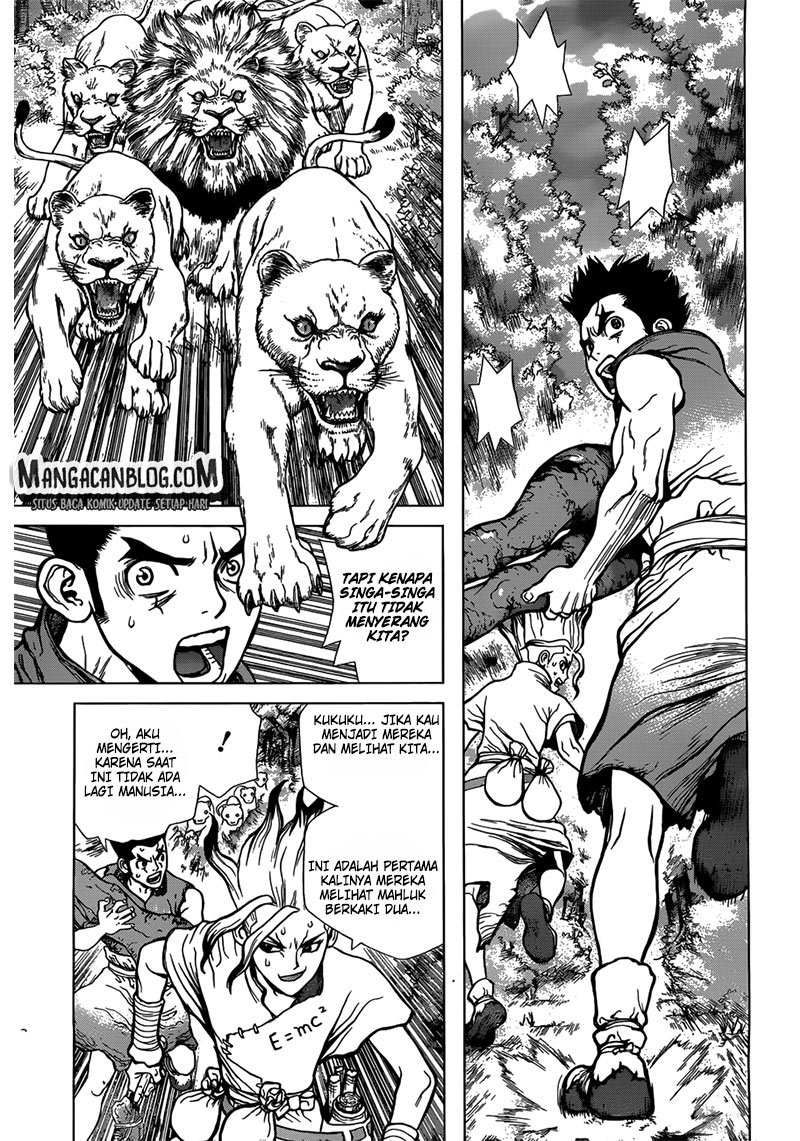 TAPI KENAPA
SINGA-SINGA
ITU TIDAK
MENYERANG
KITA?
KUKUKU... JIKA KAU
MENJADI MEREKA
DAN MELIHAT KITA...
!
OH, AKU
MENGERTI...
KARENA SAAT
INI TIDAK ADA
LAGI MANUSIA...
INI ADALAH PERTAMA
KALINYA MEREKA
MELIHAT MAHLUK
BERKAKI DUA...
E=mc²
MANGACANBLOG.COM
SITUS BACA KOMIK UPDATE SETIAP HARI